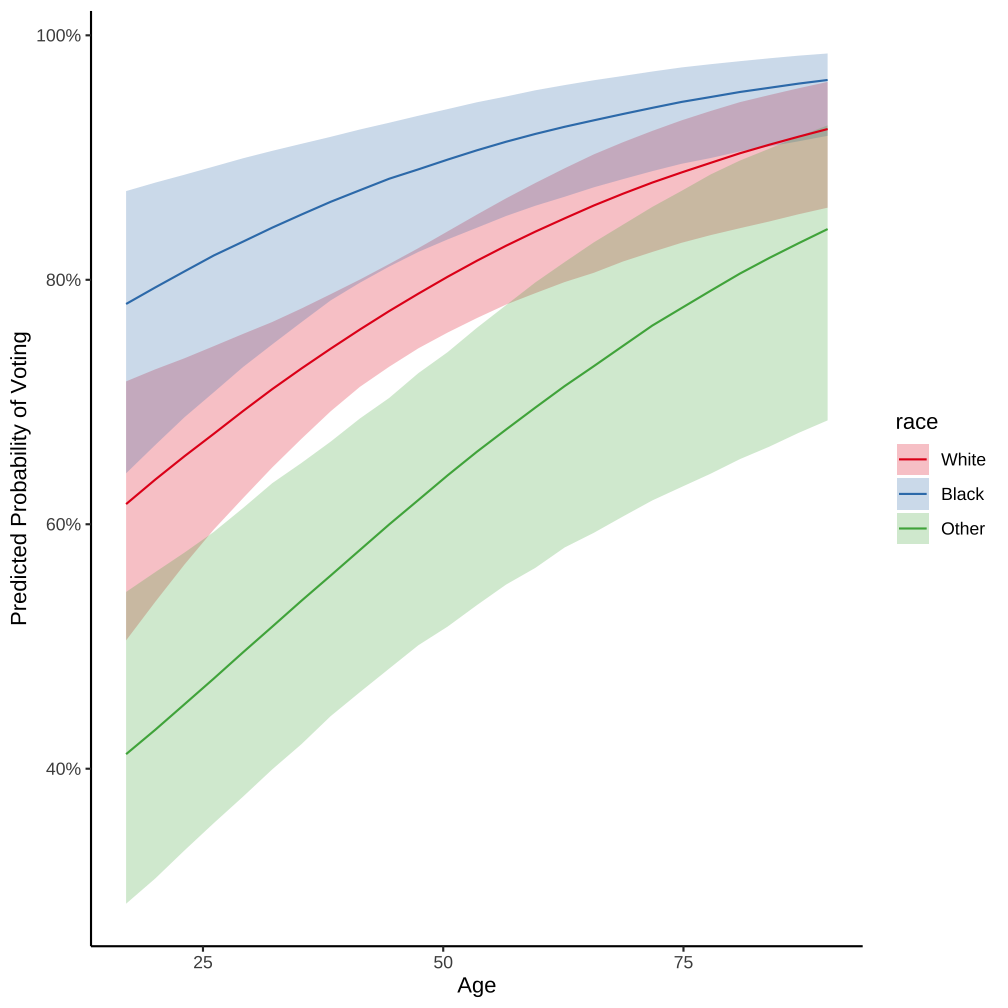 100%
80%
60%
40%
Predicted Probability of Voting
25
50
75
Age
race
White
Black
Other